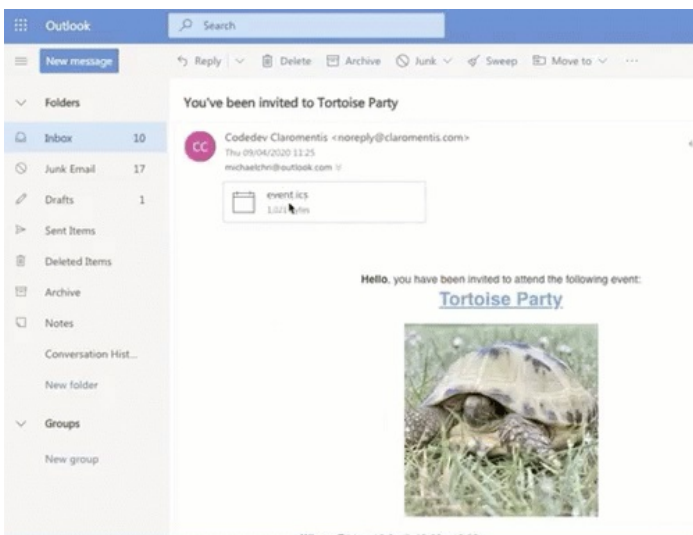 Outlook
Search
New message
Reply
Delete
Archive
Junk
Sweep
Move to
Folders
You've been invited to Tortoise Party
Inbox 10
CC
Codedev Claromentis <noreply@claromentis.com>
Thu 09/04/2020 11:25
michaelchn@outlook.com
Junk Email 17
event.ics
Drafts 1
Sent Items
Deleted Items
Hello, you have been invited to attend the following event:
Tortoise Party
Archive
Notes
Conversation Hist...
New folder
Groups
New group